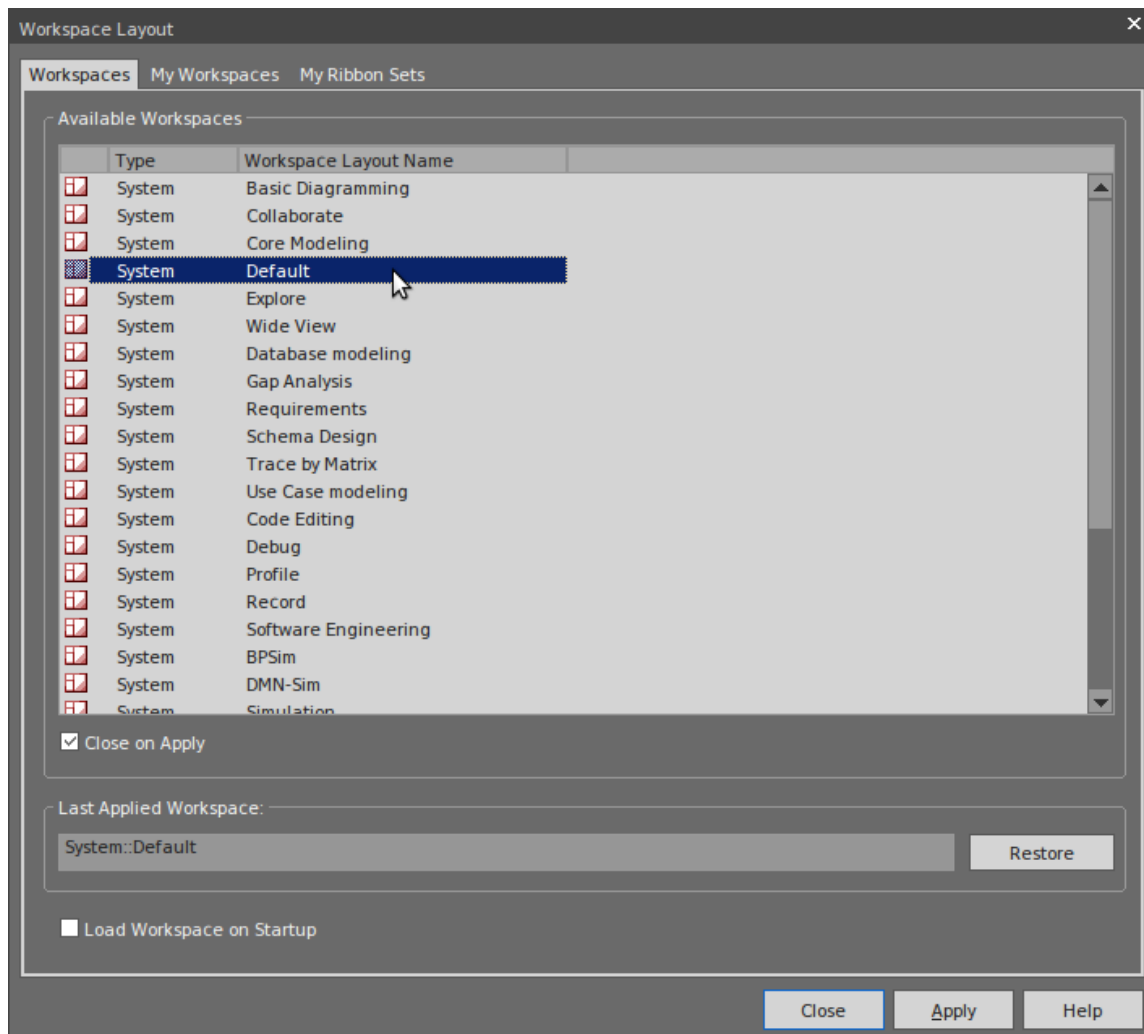 Workspace Layout
Workspaces My Workspaces My Ribbon Sets
Available Workspaces
Type Workspace Layout Name
System Basic Diagramming
System Collaborate
System Core Modeling
System Default
System Explore
System Wide View
System Database modeling
System Gap Analysis
System Requirements
System Schema Design
System Trace by Matrix
System Use Case modeling
System Code Editing
System Debug
System Profile
System Record
System Software Engineering
System BPSim
System DMN-Sim
System Simulation
Close on Apply
Last Applied Workspace:
System::Default Restore
Load Workspace on Startup
Close Apply Help